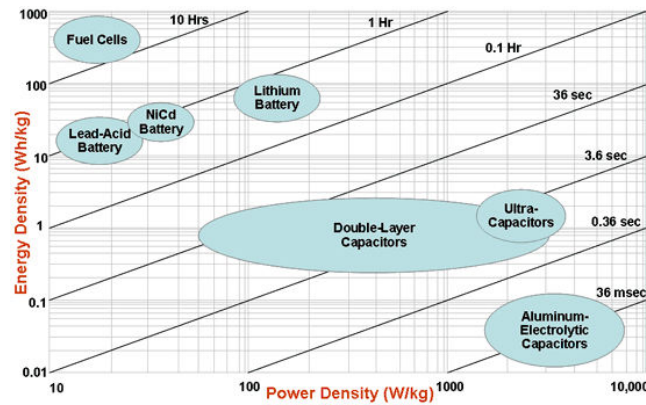 1000
10 Hrs
1 Hr
Fuel Cells
0.1 Hr
100
Lithium
Battery
36 sec
NiCd
Battery
Lead-Acid
Battery
10
3.6 sec
Energy Density (Wh/kg)
Ultra-
Capacitors
1
Double-Layer
Capacitors
0.36 sec
0.1
36 msec
Aluminum-
Electrolytic
Capacitors
0.01
10
100
1000
10,000
Power Density (W/kg)